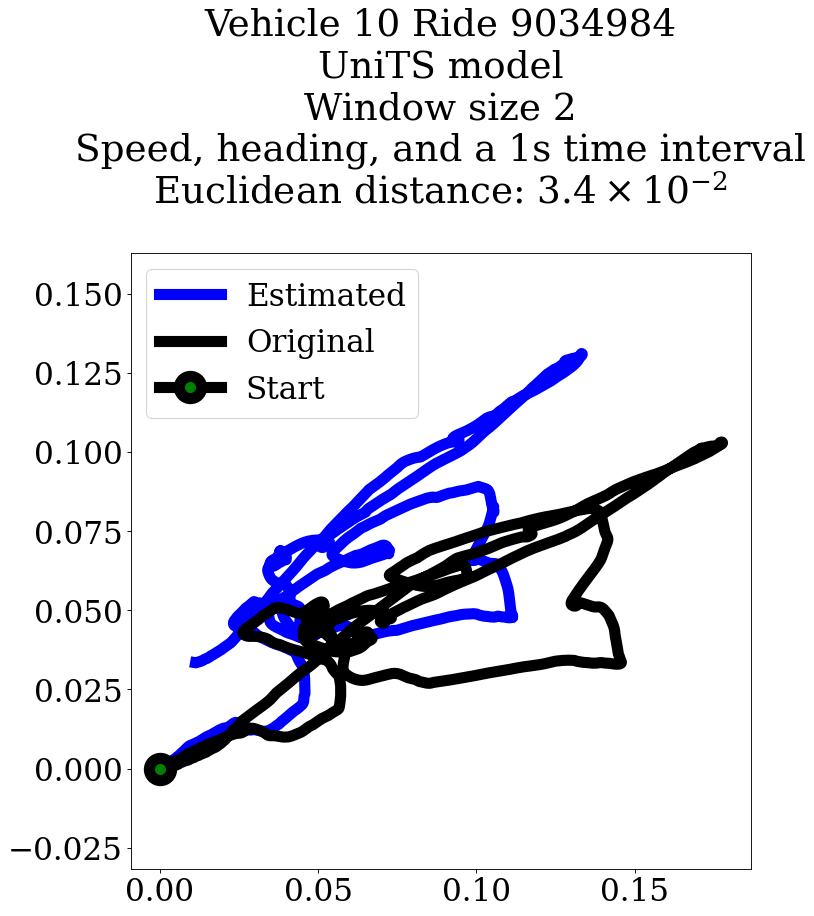 Vehicle 10 Ride 9034984
UniTS model
Window size 2
Speed, heading, and a 1s time interval
Euclidean distance: 3.4 × 10⁻²
Estimated
Original
Start
0.150
0.125
0.100
0.075
0.050
0.025
0.000
−0.025
0.00 0.05 0.10 0.15